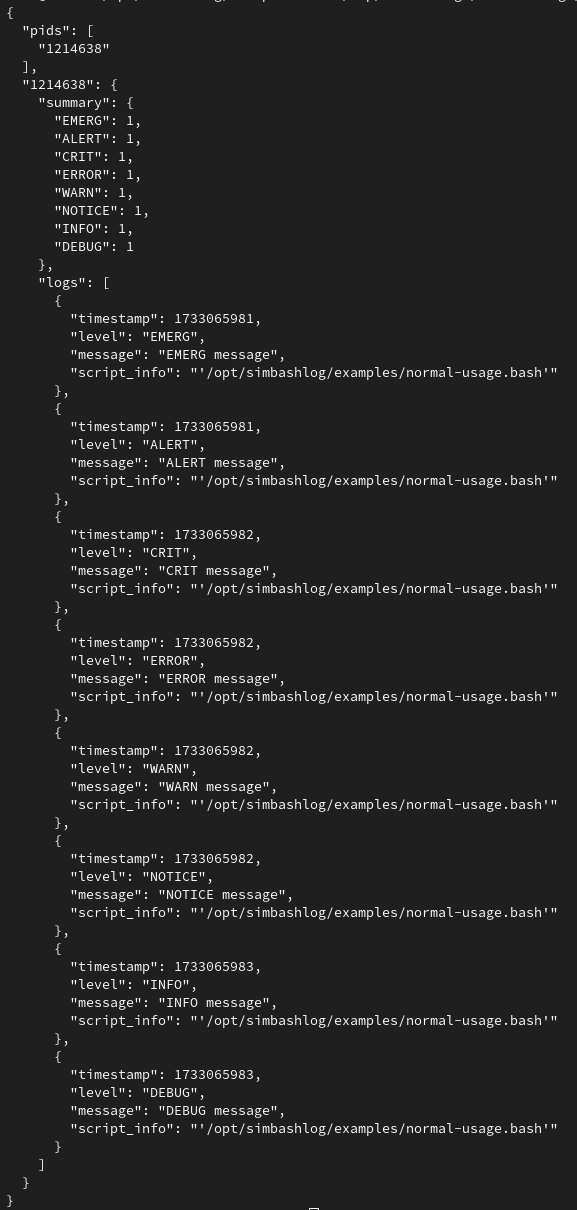 {
  "pids": [
    "1214638"
  ],
  "1214638": {
    "summary": {
      "EMERG": 1,
      "ALERT": 1,
      "CRIT": 1,
      "ERROR": 1,
      "WARN": 1,
      "NOTICE": 1,
      "INFO": 1,
      "DEBUG": 1
    },
    "logs": [
      {
        "timestamp": 1733065981,
        "level": "EMERG",
        "message": "EMERG message",
        "script_info": "'/opt/simbashlog/examples/normal-usage.bash'"
      },
      {
        "timestamp": 1733065981,
        "level": "ALERT",
        "message": "ALERT message",
        "script_info": "'/opt/simbashlog/examples/normal-usage.bash'"
      },
      {
        "timestamp": 1733065982,
        "level": "CRIT",
        "message": "CRIT message",
        "script_info": "'/opt/simbashlog/examples/normal-usage.bash'"
      },
      {
        "timestamp": 1733065982,
        "level": "ERROR",
        "message": "ERROR message",
        "script_info": "'/opt/simbashlog/examples/normal-usage.bash'"
      },
      {
        "timestamp": 1733065982,
        "level": "WARN",
        "message": "WARN message",
        "script_info": "'/opt/simbashlog/examples/normal-usage.bash'"
      },
      {
        "timestamp": 1733065982,
        "level": "NOTICE",
        "message": "NOTICE message",
        "script_info": "'/opt/simbashlog/examples/normal-usage.bash'"
      },
      {
        "timestamp": 1733065983,
        "level": "INFO",
        "message": "INFO message",
        "script_info": "'/opt/simbashlog/examples/normal-usage.bash'"
      },
      {
        "timestamp": 1733065983,
        "level": "DEBUG",
        "message": "DEBUG message",
        "script_info": "'/opt/simbashlog/examples/normal-usage.bash'"
      }
    ]
  }
}